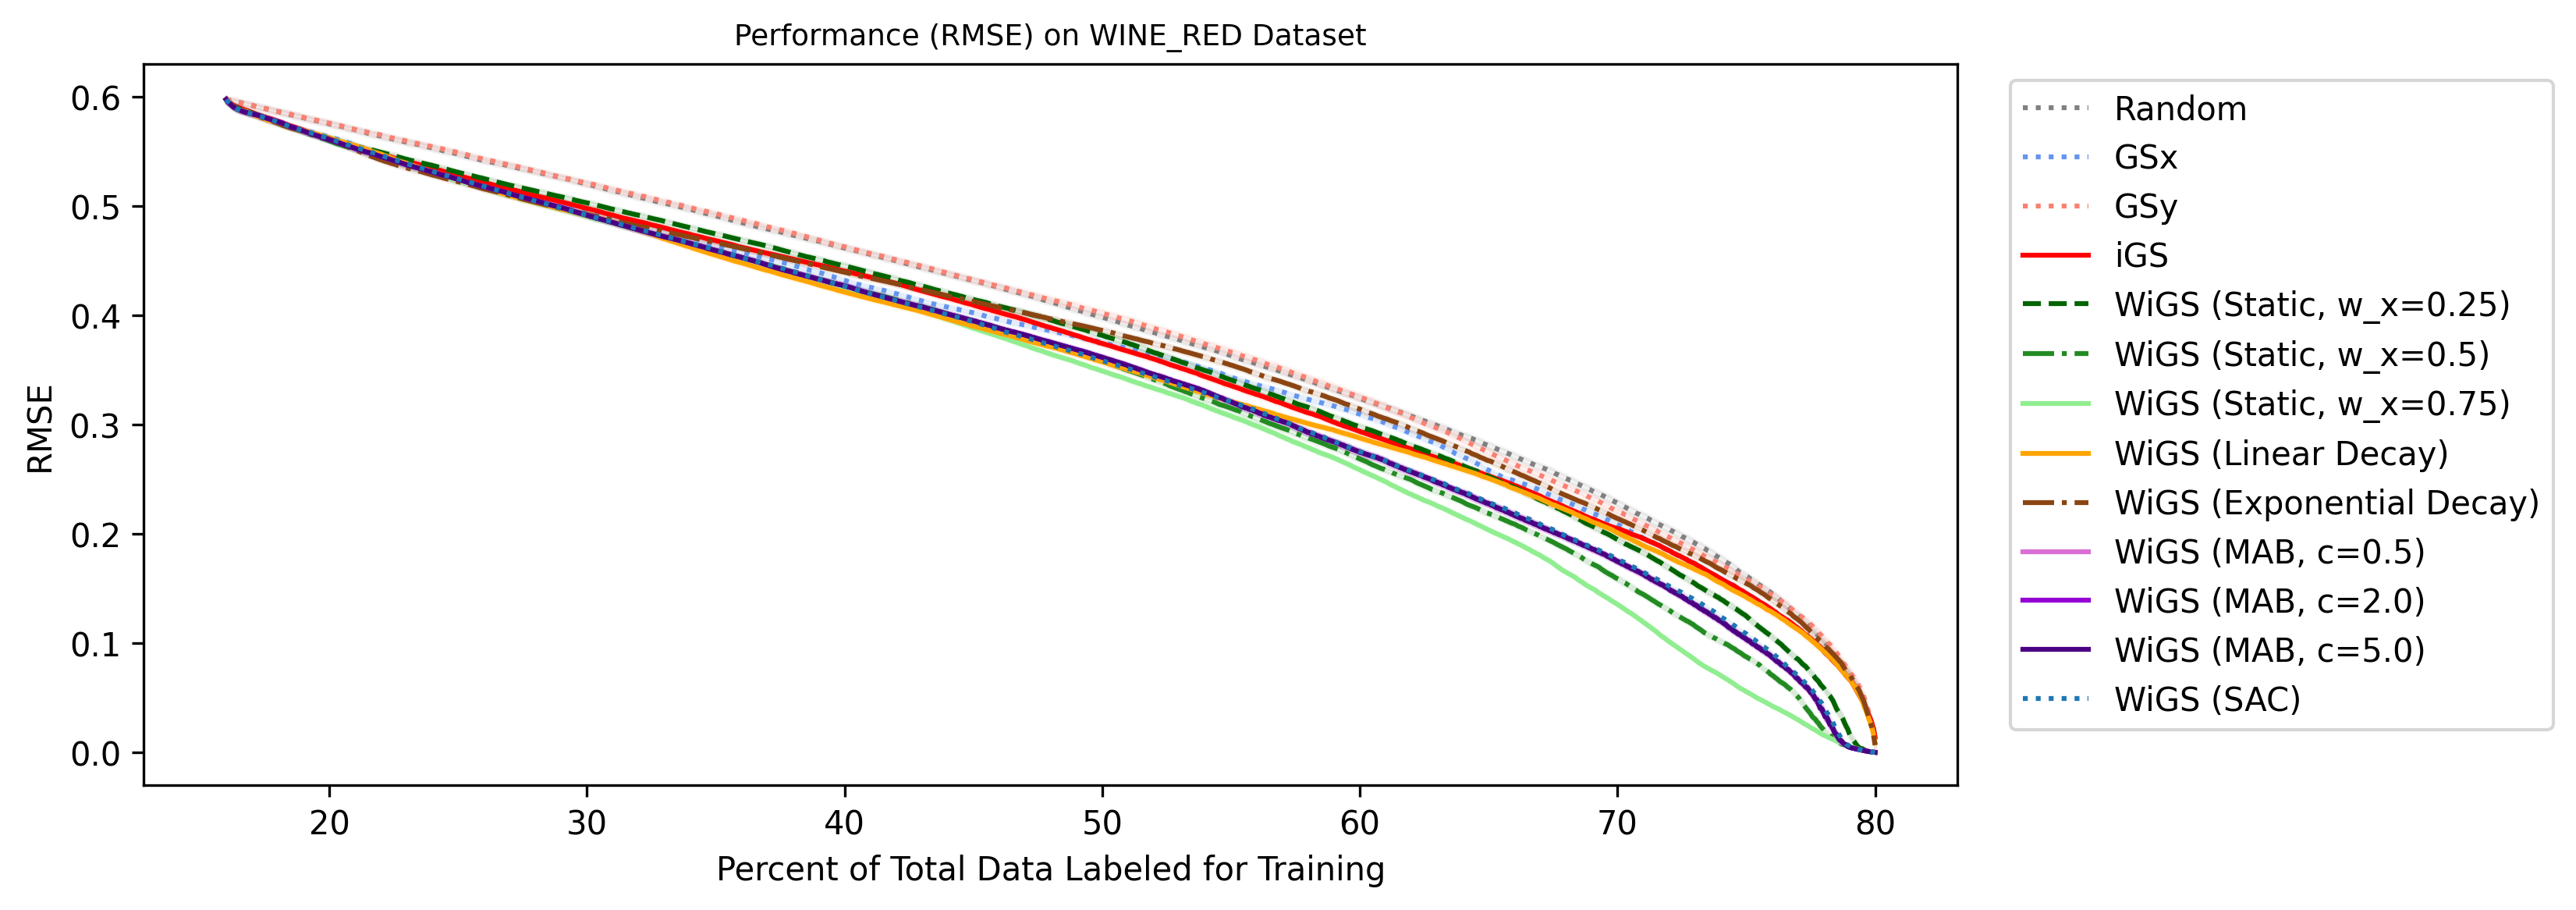 Performance (RMSE) on WINE_RED Dataset
RMSE
0.6
0.5
0.4
0.3
0.2
0.1
0.0
20 30 40 50 60 70 80
Percent of Total Data Labeled for Training
Random
GSx
GSy
iGS
WiGS (Static, w_x=0.25)
WiGS (Static, w_x=0.5)
WiGS (Static, w_x=0.75)
WiGS (Linear Decay)
WiGS (Exponential Decay)
WiGS (MAB, c=0.5)
WiGS (MAB, c=2.0)
WiGS (MAB, c=5.0)
WiGS (SAC)